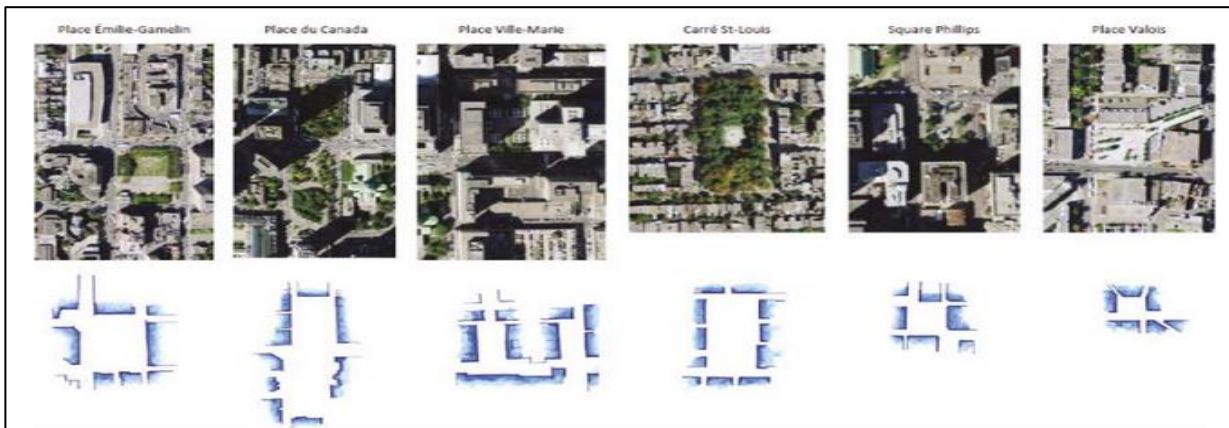 Place Émilie-Gamelin
Place du Canada
Place Ville-Marie
Carré St-Louis
Square Phillips
Place Valois